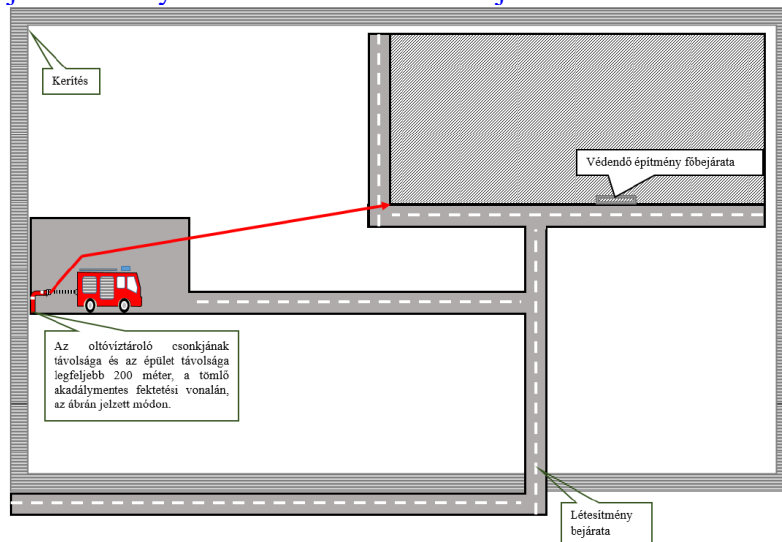 Kerítés
Védendő építmény főbejárata
Az oltóvíztároló csonkjának
távolsága és az épület távolsága
legfeljebb 200 méter, a tömlő
akadálymentes fektetési vonalán,
az ábrán jelzett módon.
Létesítmény
bejárata